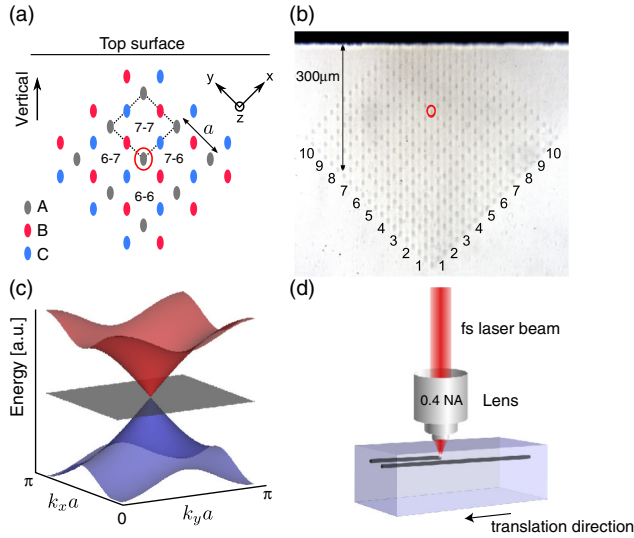 (a)
Top surface
Vertical
y
x
z
7-7
a
6-7
7-6
6-6
A
B
C
(b)
300μm
10
9
8
7
6
5
4
3
2
1
1
2
3
4
5
6
7
8
9
10
(c)
Energy [a.u.]
π
kₓa
0
k_y a
π
(d)
fs laser beam
0.4 NA
Lens
translation direction